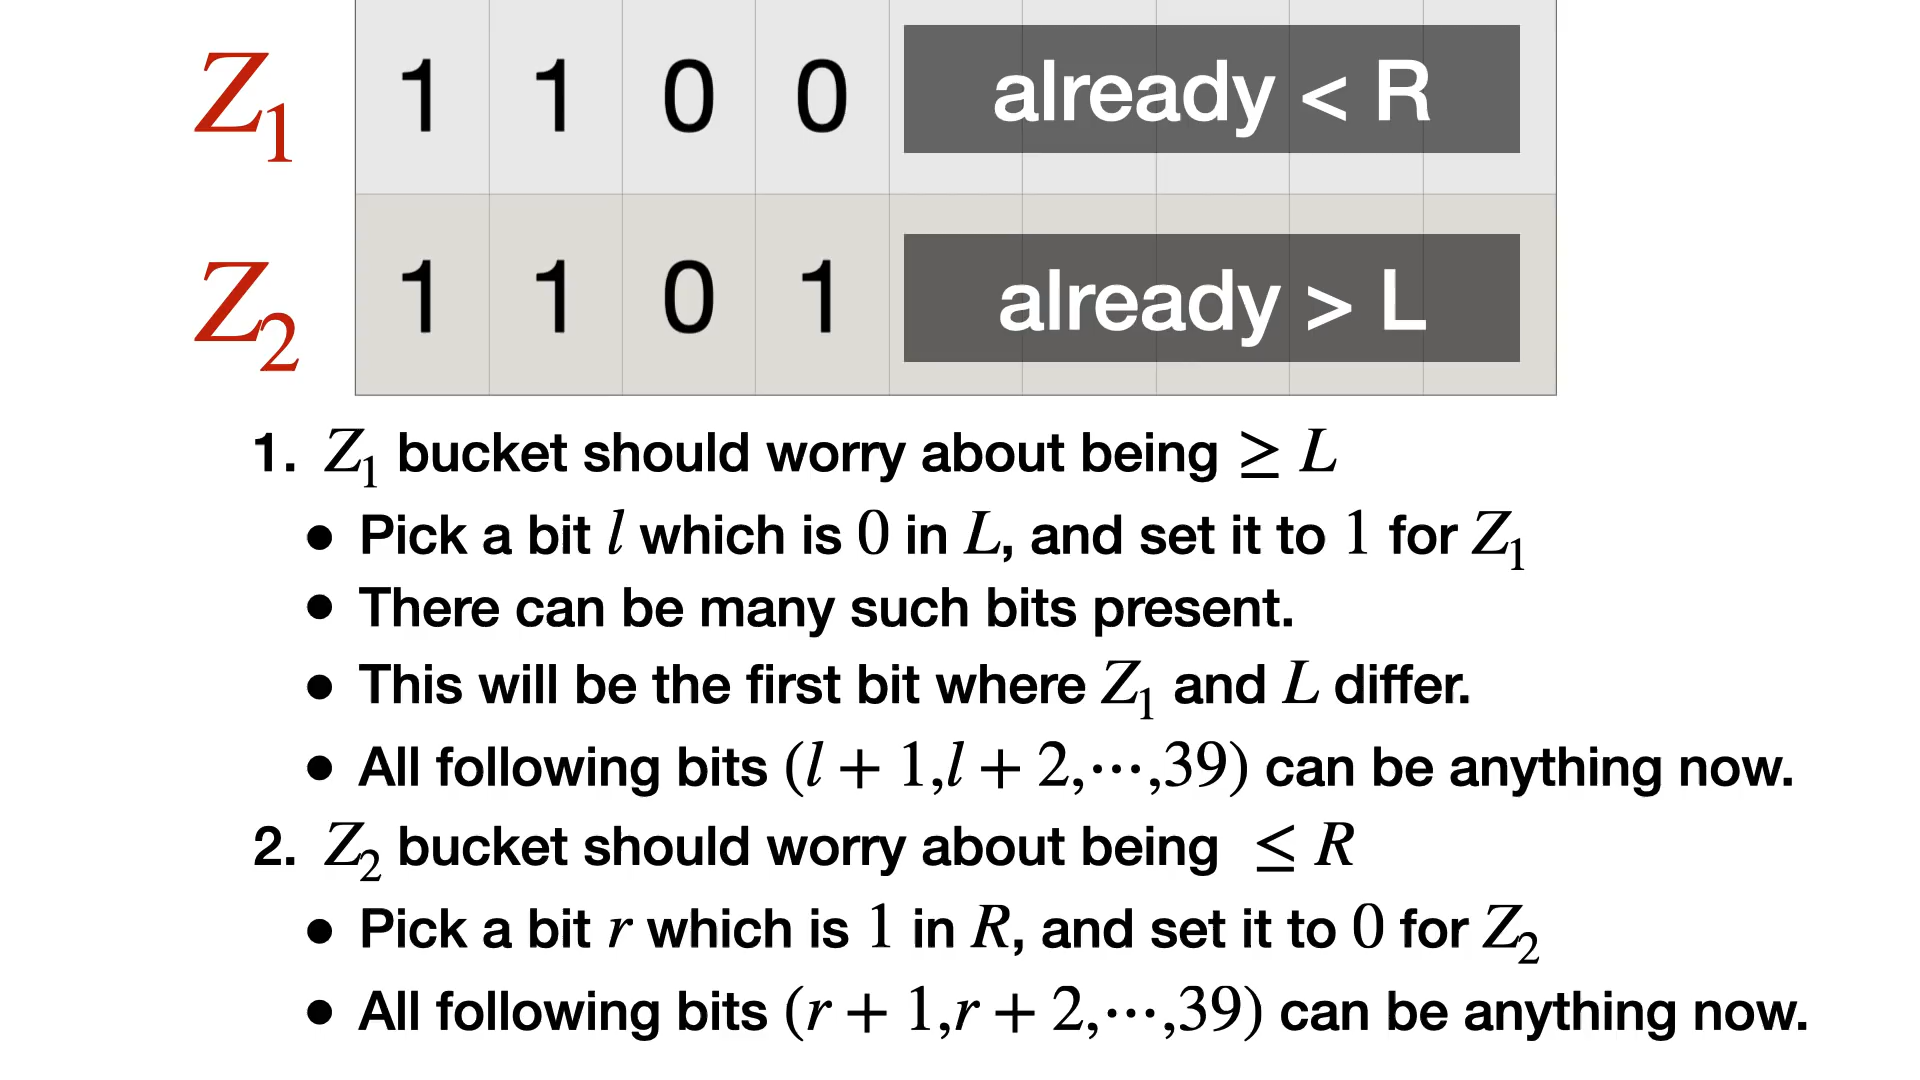 Z₁ 1 1 0 0 already < R
Z₂ 1 1 0 1 already > L
1. Z₁ bucket should worry about being ≥ L
• Pick a bit l which is 0 in L, and set it to 1 for Z₁
• There can be many such bits present.
• This will be the first bit where Z₁ and L differ.
• All following bits (l + 1,l + 2,⋯,39) can be anything now.
2. Z₂ bucket should worry about being ≤ R
• Pick a bit r which is 1 in R, and set it to 0 for Z₂
• All following bits (r + 1,r + 2,⋯,39) can be anything now.